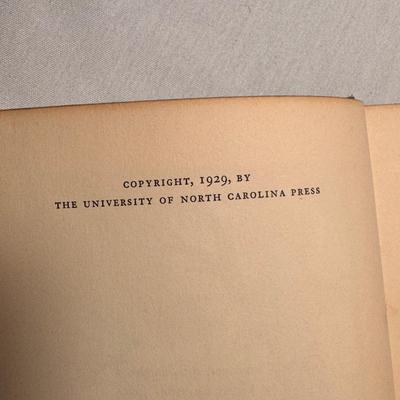 COPYRIGHT, 1929, BY
THE UNIVERSITY OF NORTH CAROLINA PRESS